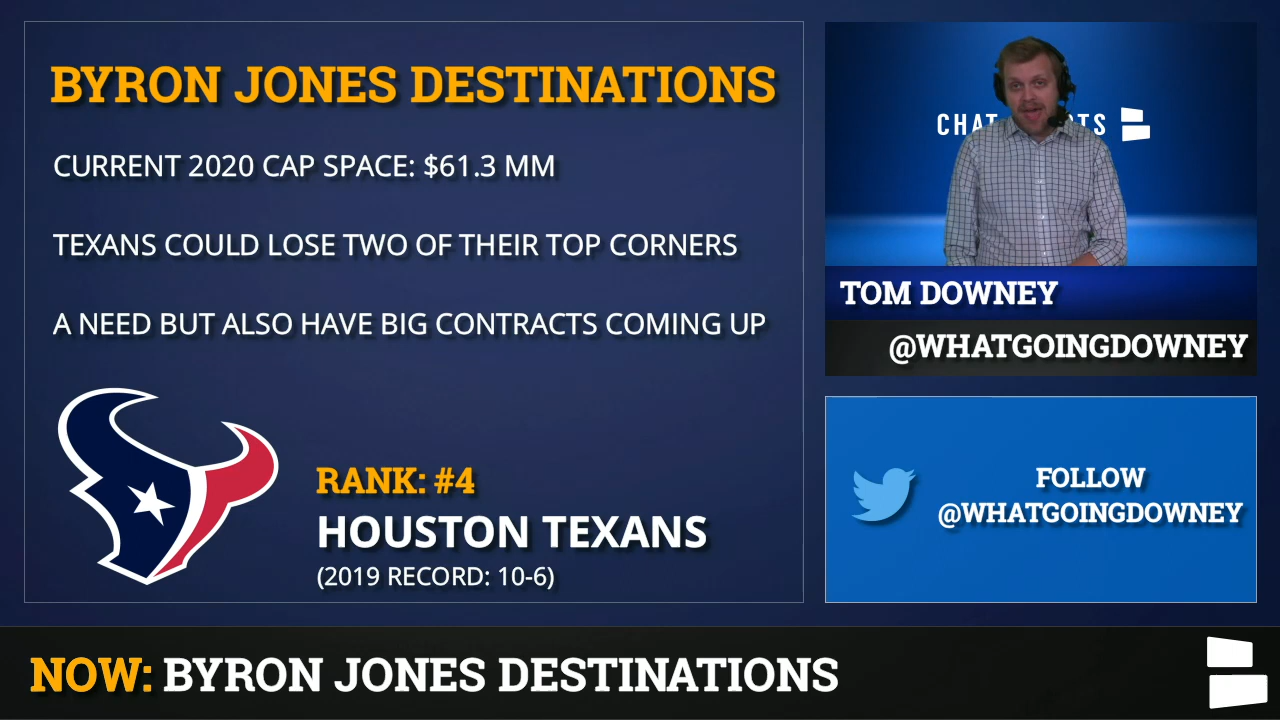 BYRON JONES DESTINATIONS
CURRENT 2020 CAP SPACE: $61.3 MM
TEXANS COULD LOSE TWO OF THEIR TOP CORNERS
A NEED BUT ALSO HAVE BIG CONTRACTS COMING UP
RANK: #4
HOUSTON TEXANS
(2019 RECORD: 10-6)
CHAT
TOM DOWNEY
@WHATGOINGDOWNEY
FOLLOW
@WHATGOINGDOWNEY
NOW: BYRON JONES DESTINATIONS